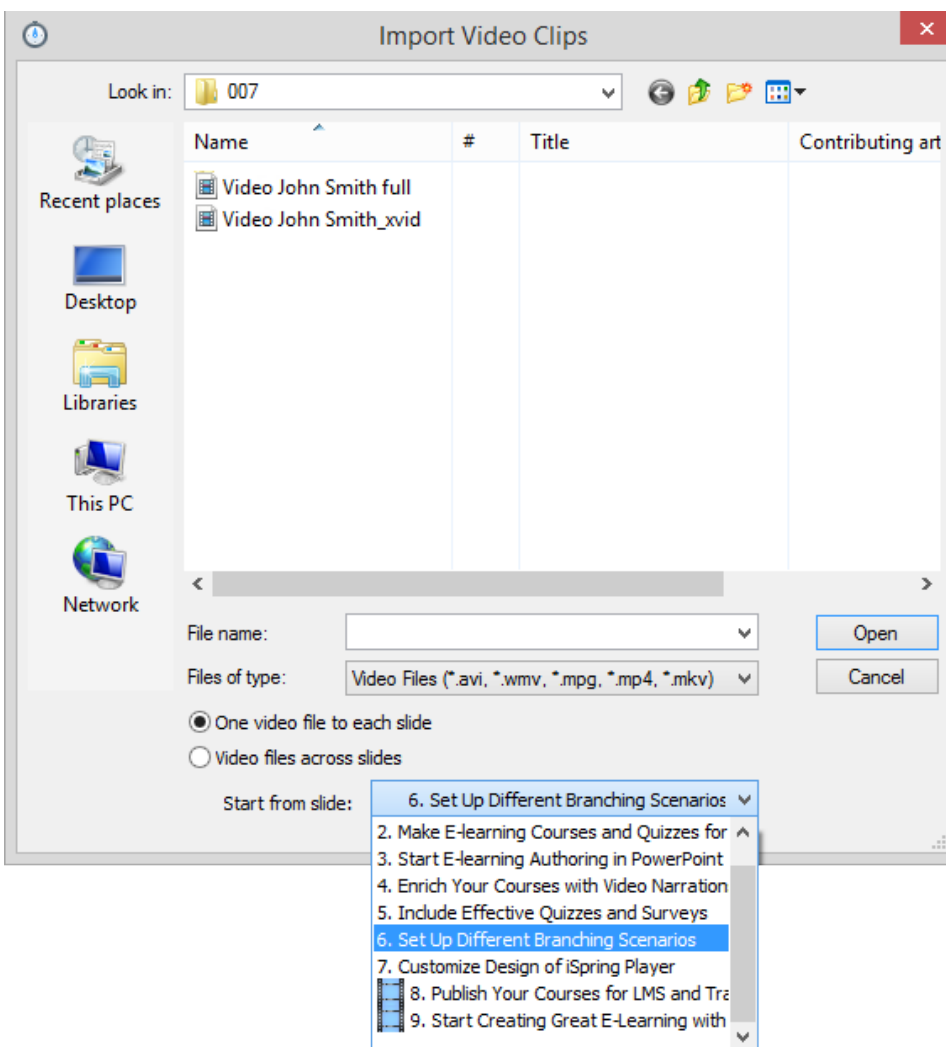 Import Video Clips
Look in: 007
Name # Title Contributing art
Recent places
Desktop
Libraries
This PC
Network
Video John Smith full
Video John Smith_xvid
File name: Open
Files of type: Video Files (*.avi, *.wmv, *.mpg, *.mp4, *.mkv) Cancel
One video file to each slide
Video files across slides
Start from slide: 6. Set Up Different Branching Scenarios
2. Make E-learning Courses and Quizzes for
3. Start E-learning Authoring in PowerPoint
4. Enrich Your Courses with Video Narration
5. Include Effective Quizzes and Surveys
6. Set Up Different Branching Scenarios
7. Customize Design of iSpring Player
8. Publish Your Courses for LMS and Tra
9. Start Creating Great E-Learning with